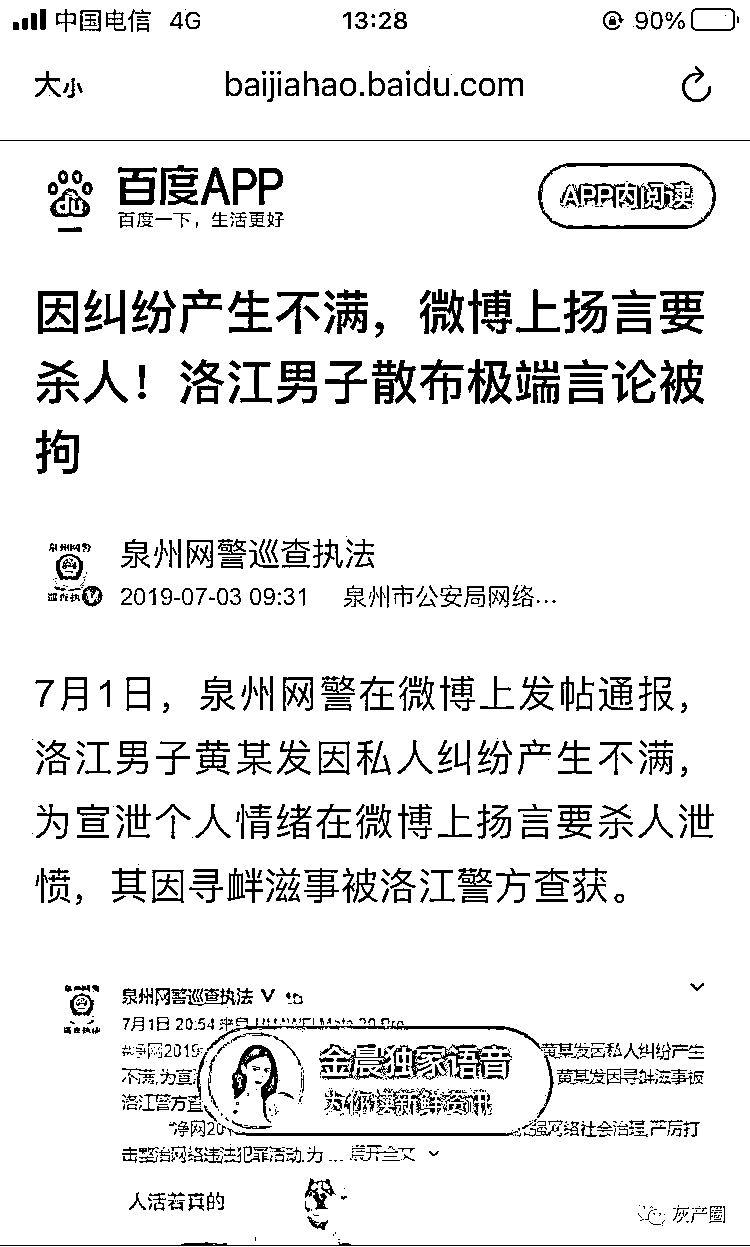 中国电信 4G 13:28 90%
大小 baijiahao.baidu.com
百度APP
百度一下，生活更好
APP内阅读
因纠纷产生不满，微博上扬言要
杀人！洛江男子散布极端言论被
拘
泉州网警巡查执法
2019-07-03 09:31 泉州市公安局网络...
7月1日，泉州网警在微博上发帖通报，
洛江男子黄某发因私人纠纷产生不满，
为宣泄个人情绪在微博上扬言要杀人泄
愤，其因寻衅滋事被洛江警方查获。
泉州网警巡查执法
7月1日 20:54 来自 HUAWEI Mate 20 Pro
#净网2019 黄某发因私人纠纷产生
不满,为宣 黄某发因寻衅滋事被
洛江警方查
"净网20 强网络社会治理,严厉打
击整治网络违法犯罪活动,为 ... 展开全文
金晨独家语音
为你读新鲜资讯
人活着真的
灰产圈